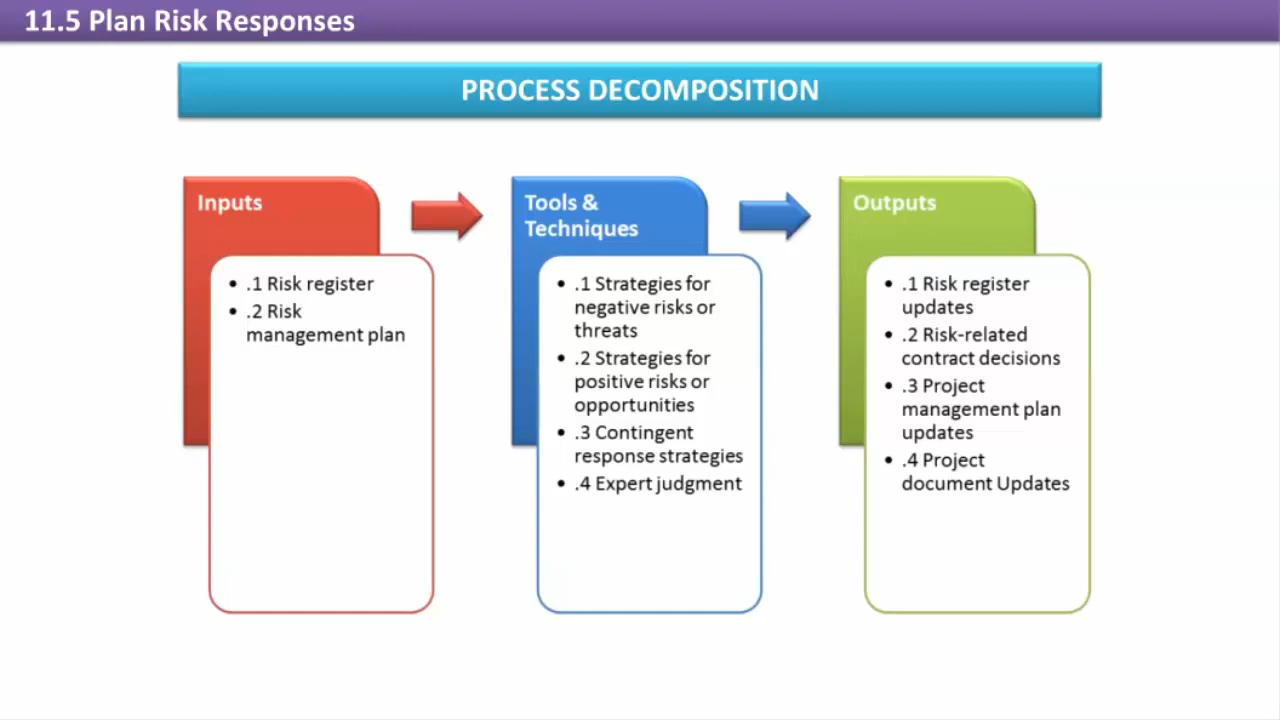 11.5 Plan Risk Responses
PROCESS DECOMPOSITION
Inputs
• .1 Risk register
• .2 Risk
management plan
Tools &
Techniques
• .1 Strategies for
negative risks or
threats
• .2 Strategies for
positive risks or
opportunities
• .3 Contingent
response strategies
• .4 Expert judgment
Outputs
• .1 Risk register
updates
• .2 Risk-related
contract decisions
• .3 Project
management plan
updates
• .4 Project
document Updates